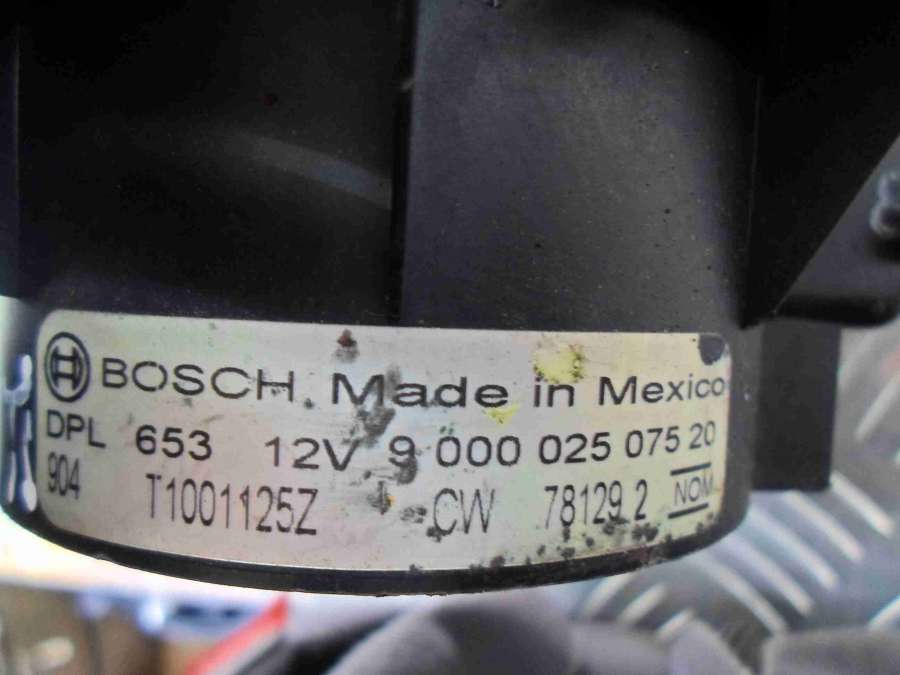 BOSCH Made in Mexico
DPL 653 12V 9 000 025 075 20
904 T1001125Z CW 78129 2 NOM